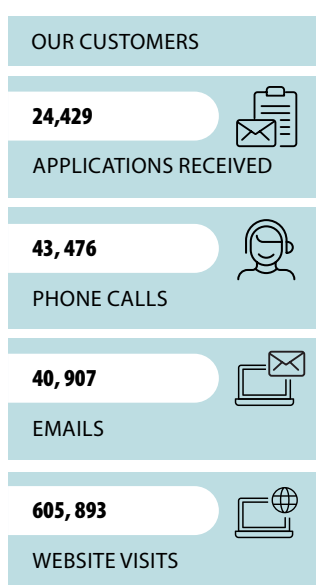 OUR CUSTOMERS
24,429
APPLICATIONS RECEIVED
43, 476
PHONE CALLS
40, 907
EMAILS
605, 893
WEBSITE VISITS